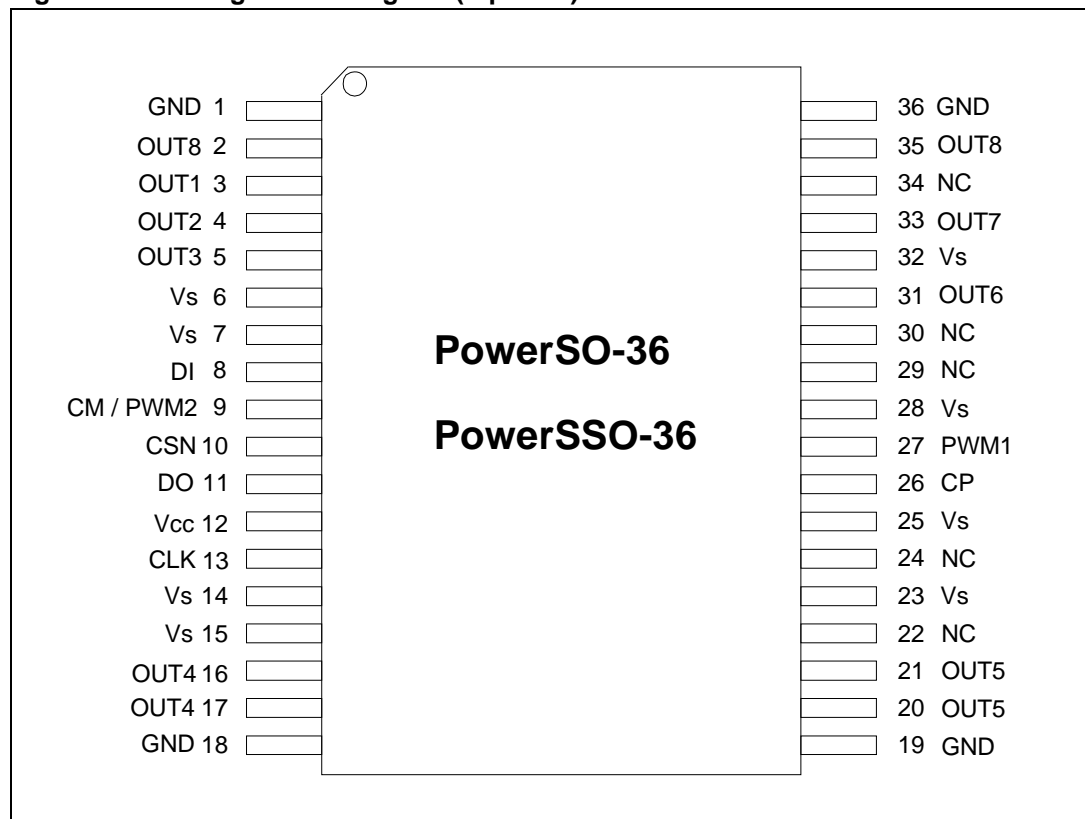 GND 1
OUT8 2
OUT1 3
OUT2 4
OUT3 5
Vs 6
Vs 7
DI 8
CM / PWM2 9
CSN 10
DO 11
Vcc 12
CLK 13
Vs 14
Vs 15
OUT4 16
OUT4 17
GND 18
PowerSO-36
PowerSSO-36
36 GND
35 OUT8
34 NC
33 OUT7
32 Vs
31 OUT6
30 NC
29 NC
28 Vs
27 PWM1
26 CP
25 Vs
24 NC
23 Vs
22 NC
21 OUT5
20 OUT5
19 GND